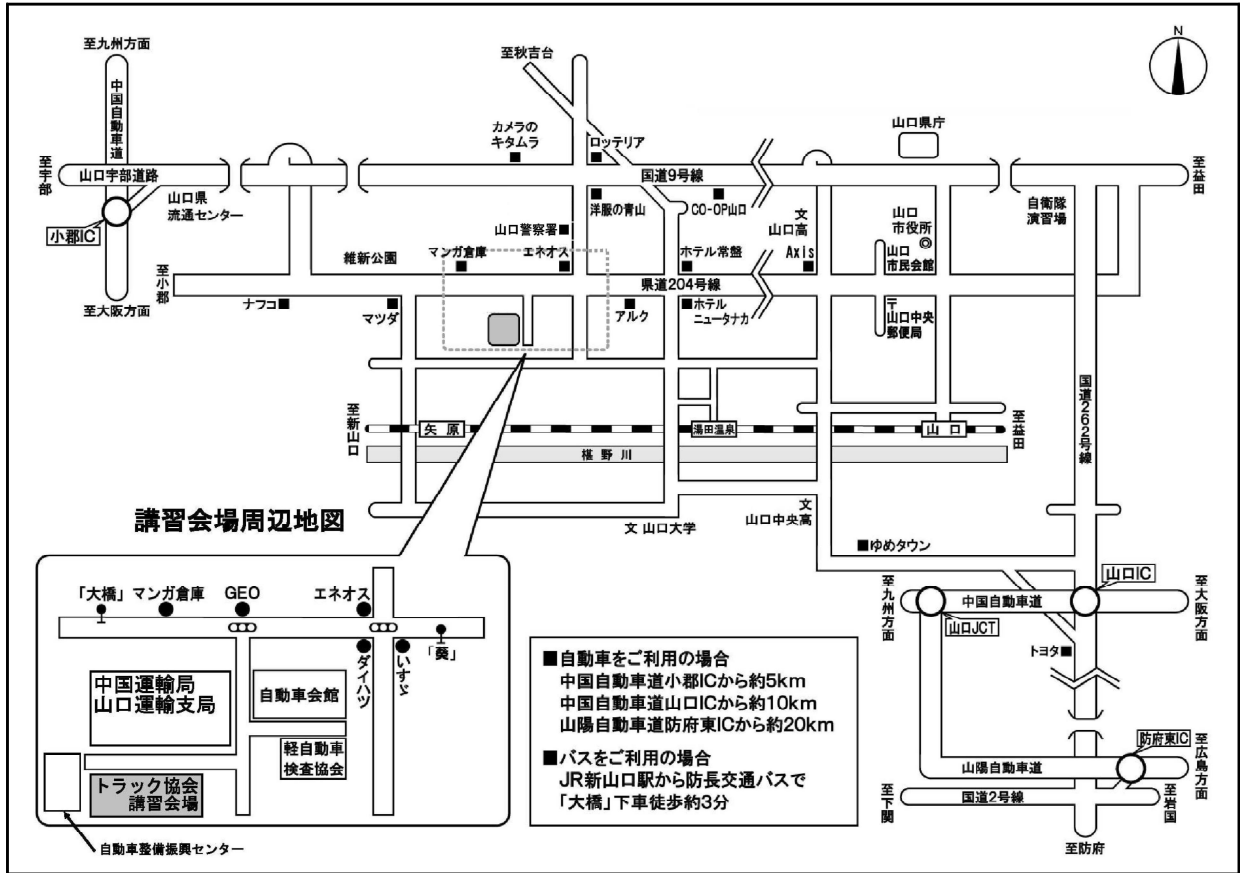 至九州方面
中国自動車道
至宇部
山口宇部道路
山口県
流通センター
小郡IC
至大阪方面
至秋吉台
カメラの
キタムラ
ロッテリア
国道9号線
洋服の青山
CO-OP山口
山口県庁
至益田
N
山口警察署
文
山口高
山口
市役所
自衛隊
演習場
至小郡
維新公園
マンガ倉庫
エネオス
ホテル常盤
Axis
山口
市民会館
県道204号線
ナフコ
マツダ
アルク
ホテル
ニュータナカ
〒
山口中央
郵便局
国道262号線
至新山口
矢原
湯田温泉
山口
至益田
椹野川
文 山口大学
文
山口中央高
ゆめタウン
山口IC
至九州方面
中国自動車道
至大阪方面
山口JCT
トヨタ
防府東IC
山陽自動車道
至広島方面
至下関
国道2号線
至岩国
至防府
講習会場周辺地図
「大橋」
マンガ倉庫
GEO
エネオス
「葵」
ダイハツ
いすゞ
中国運輸局
山口運輸支局
自動車会館
軽自動車
検査協会
トラック協会
講習会場
自動車整備振興センター
■自動車をご利用の場合
中国自動車道小郡ICから約5km
中国自動車道山口ICから約10km
山陽自動車道防府東ICから約20km
■バスをご利用の場合
JR新山口駅から防長交通バスで
「大橋」下車徒歩約3分